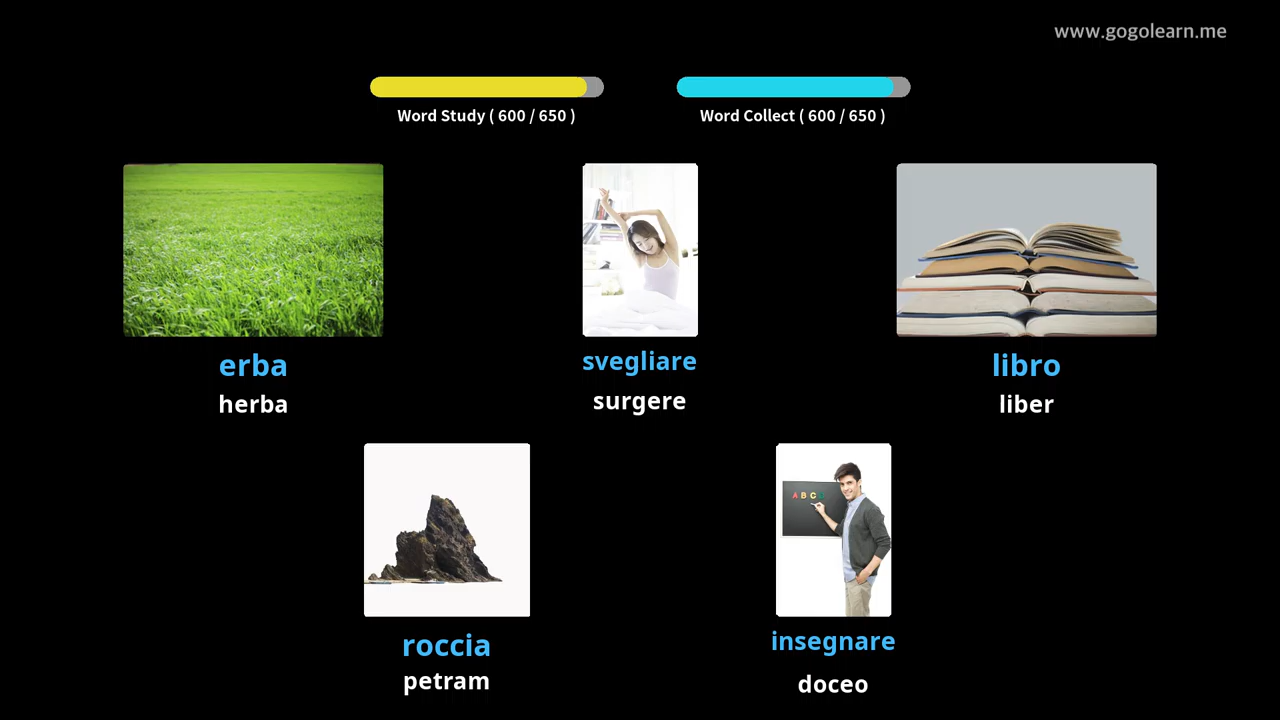 www.gogolearn.me
Word Study ( 600 / 650 )
Word Collect ( 600 / 650 )
erba
herba
svegliare
surgere
libro
liber
A B C
roccia
petram
insegnare
doceo